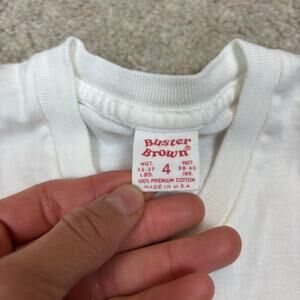 Buster
Brown®
WGT. HGT.
33-37 4 38-40
LBS. INS.
100% PREMIUM COTTON
MADE IN U.S.A.